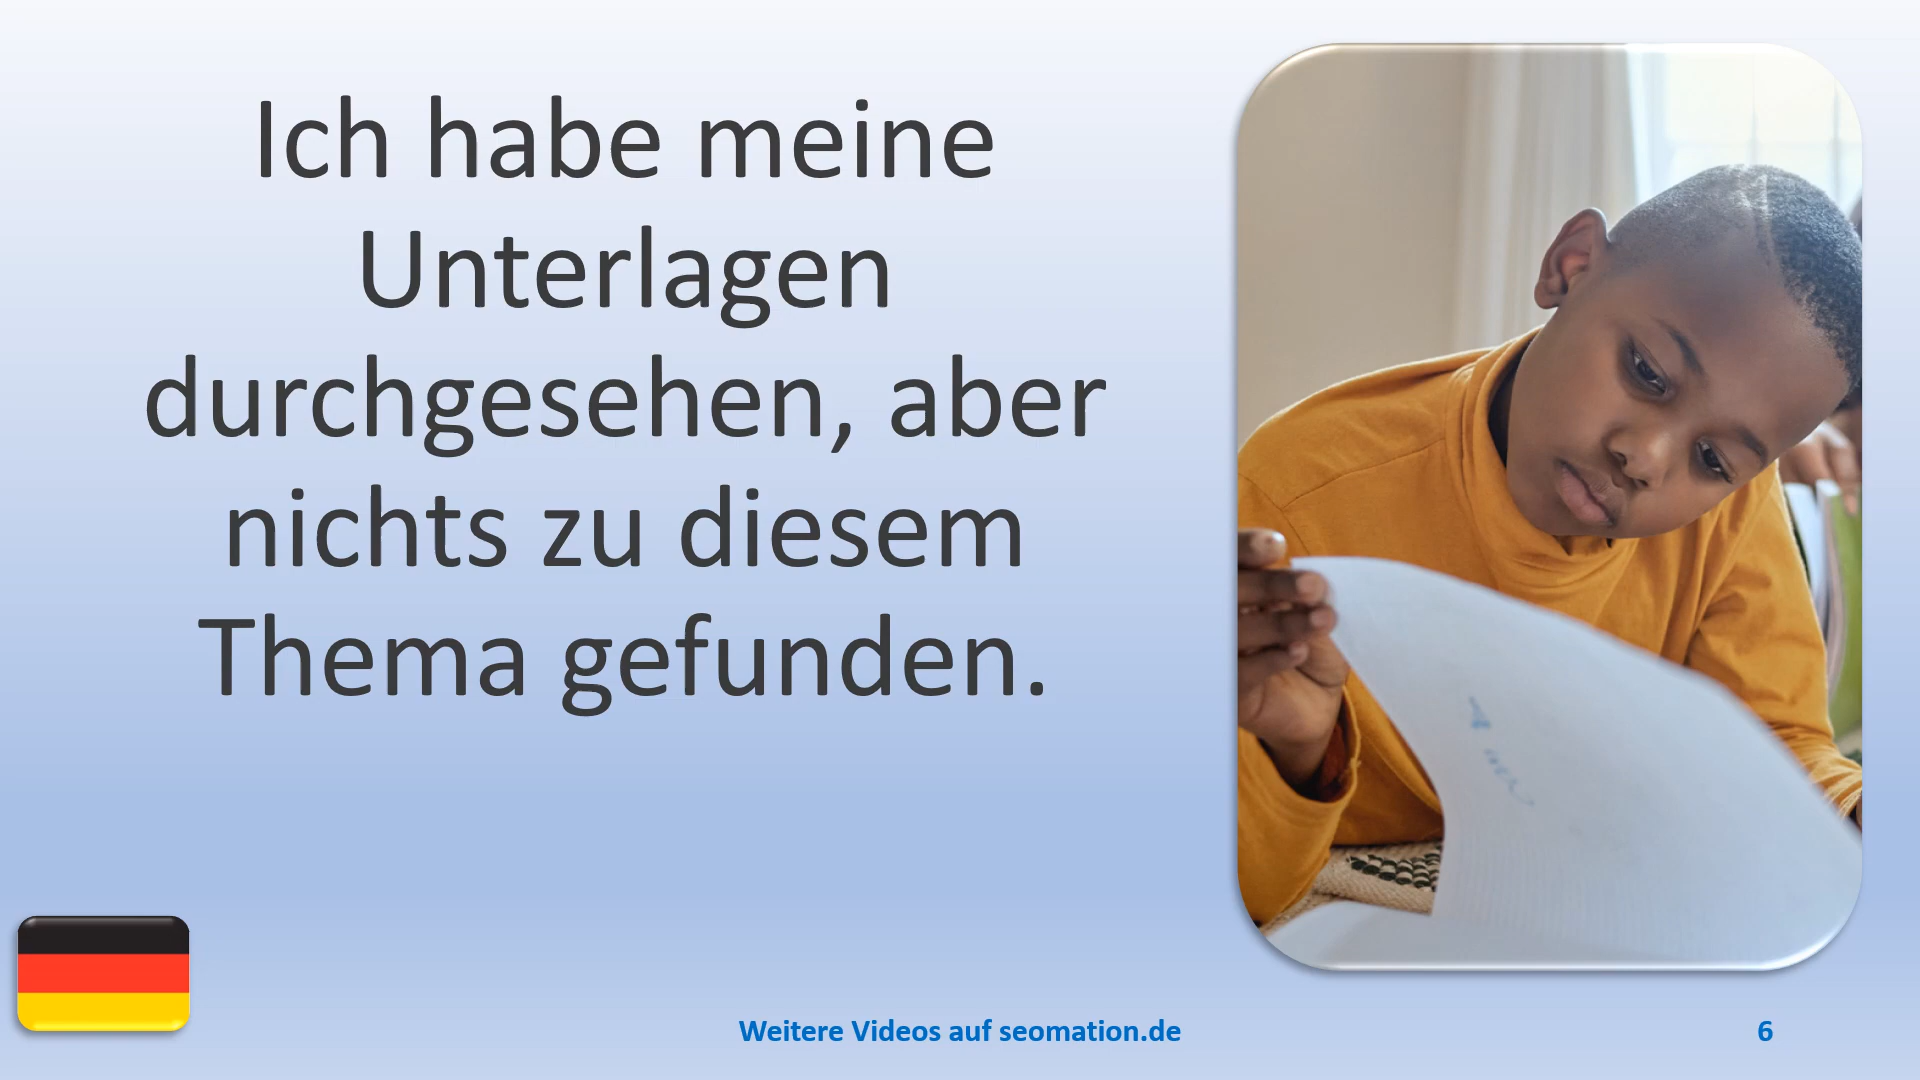 Ich habe meine
Unterlagen
durchgesehen, aber
nichts zu diesem
Thema gefunden.
Weitere Videos auf seomation.de
6